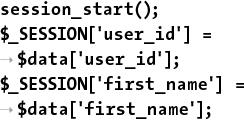 session_start();
$_SESSION['user_id'] =
→ $data['user_id'];
$_SESSION['first_name'] =
→ $data['first_name'];